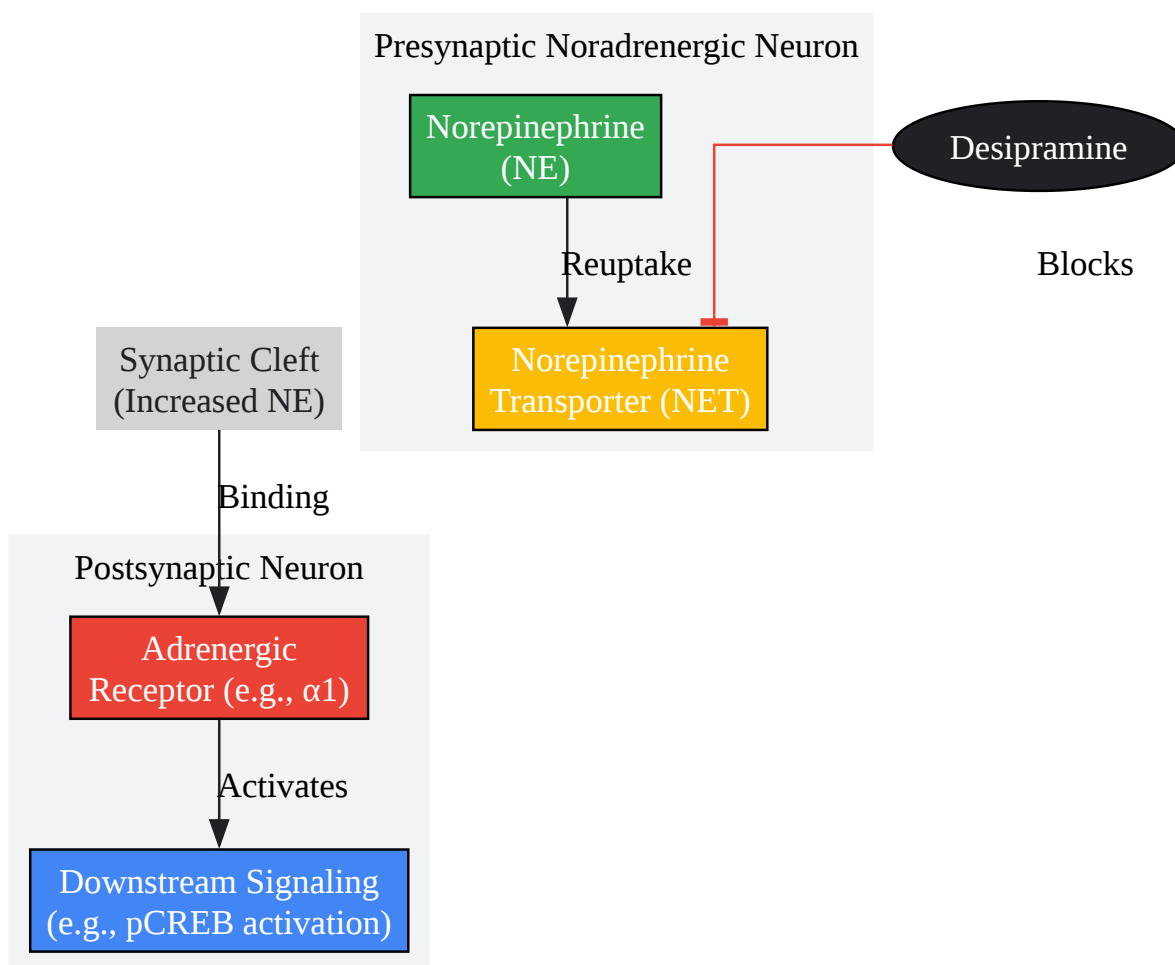 Presynaptic Noradrenergic Neuron
Norepinephrine
(NE)
Desipramine
Reuptake
Blocks
Norepinephrine
Transporter (NET)
Synaptic Cleft
(Increased NE)
Binding
Postsynaptic Neuron
Adrenergic
Receptor (e.g., α1)
Activates
Downstream Signaling
(e.g., pCREB activation)